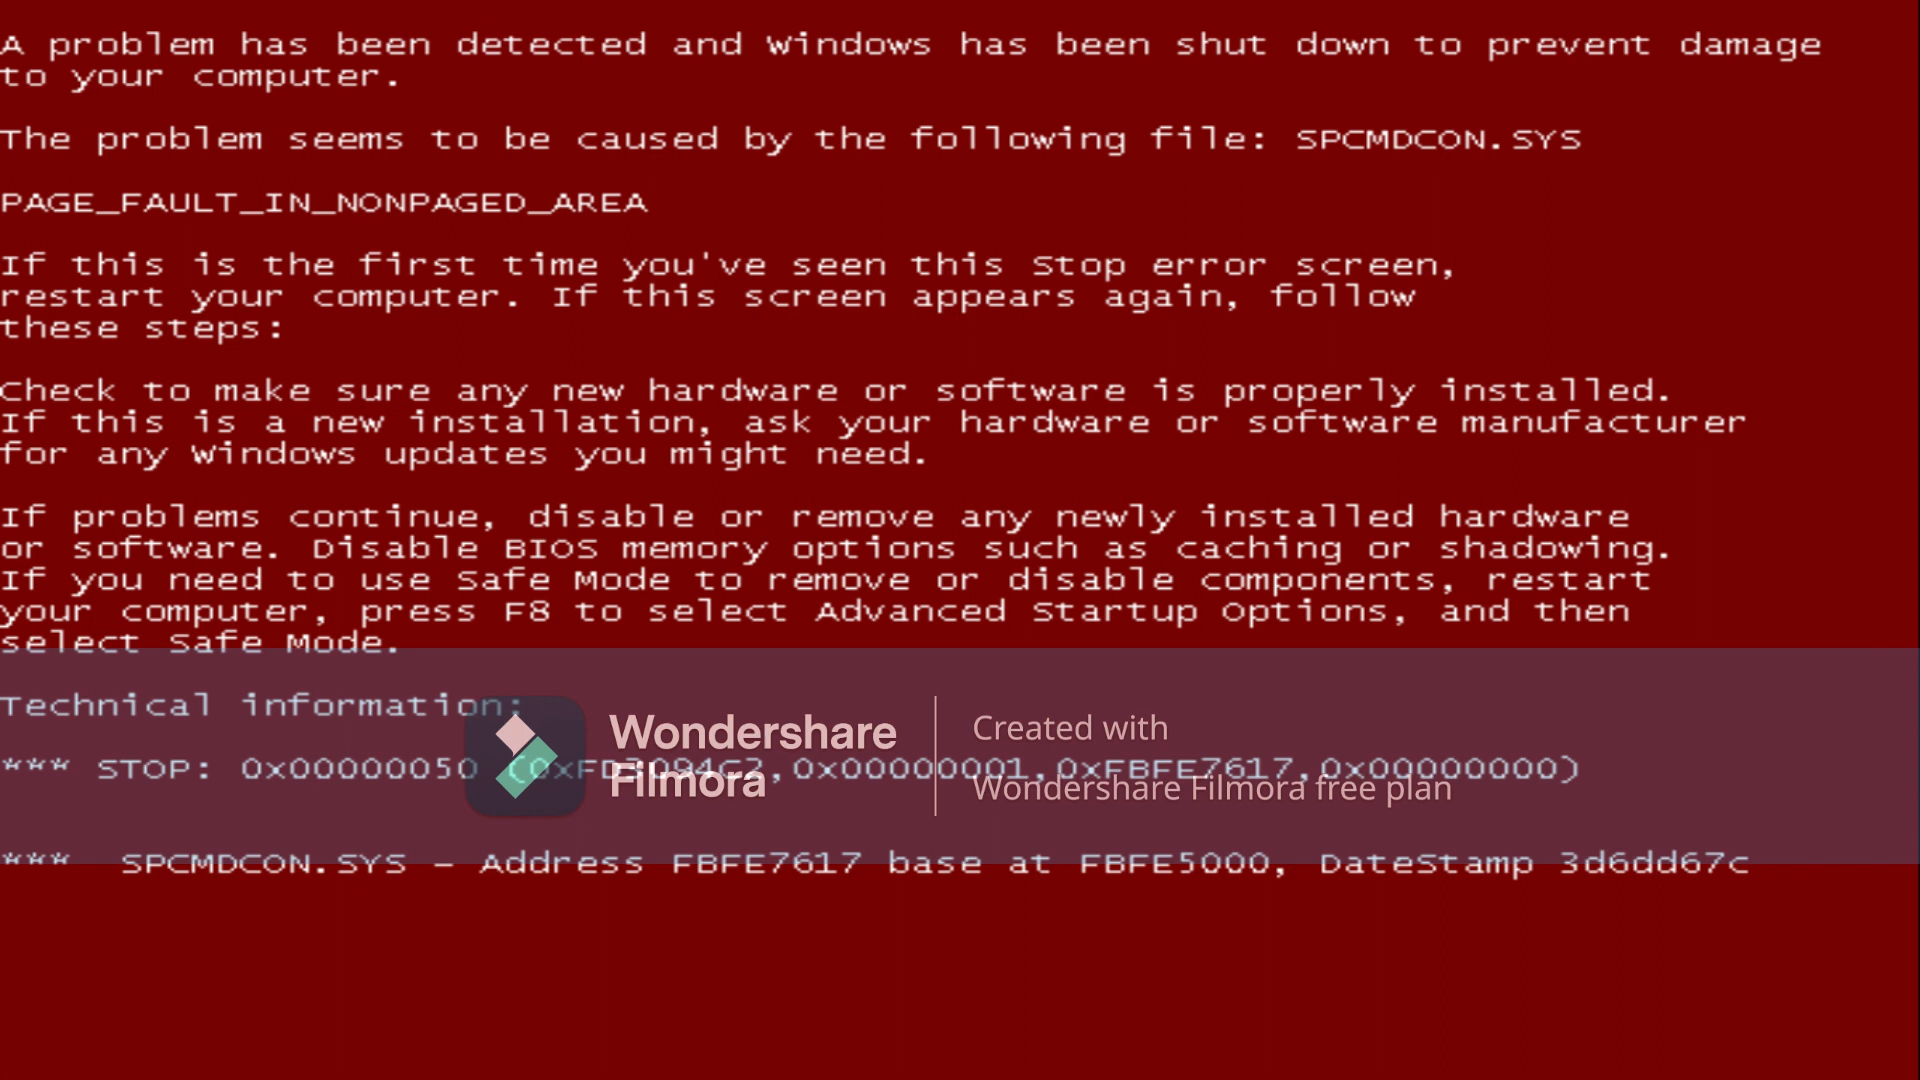 A problem has been detected and Windows has been shut down to prevent damage
to your computer.
The problem seems to be caused by the following file: SPCMDCON.SYS
PAGE_FAULT_IN_NONPAGED_AREA
If this is the first time you've seen this Stop error screen,
restart your computer. If this screen appears again, follow
these steps:
Check to make sure any new hardware or software is properly installed.
If this is a new installation, ask your hardware or software manufacturer
for any Windows updates you might need.
If problems continue, disable or remove any newly installed hardware
or software. Disable BIOS memory options such as caching or shadowing.
If you need to use Safe Mode to remove or disable components, restart
your computer, press F8 to select Advanced Startup Options, and then
select Safe Mode.
Technical information:
*** STOP: 0x00000050 (0xFD3094C2,0x00000001,0xFBFE7617,0x00000000)
Wondershare
Filmora
Created with
Wondershare Filmora free plan
*** SPCMDCON.SYS - Address FBFE7617 base at FBFE5000, DateStamp 3d6dd67c